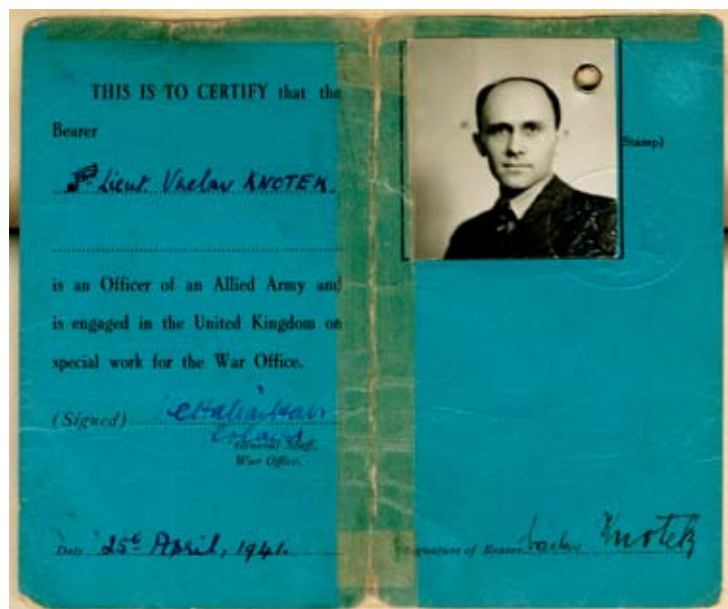 THIS IS TO CERTIFY that the
Bearer
Lieut Vaclav KNOTEK
is an Officer of an Allied Army and
is engaged in the United Kingdom on
special work for the War Office.
(Signed)
General Staff,
War Office.
Date 25th April, 1941.
Stamp)
Signature of Bearer Vaclav Knotek